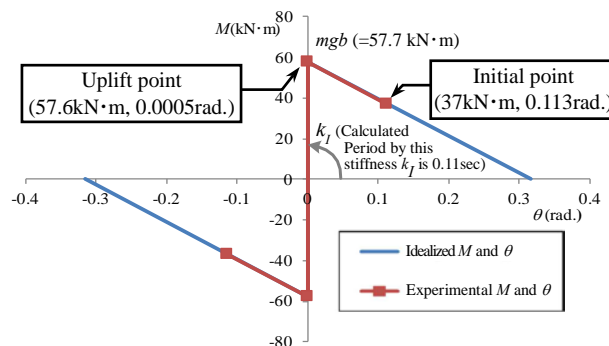 M(kN・m)
80
mgb (=57.7 kN・m)
60
Uplift point
(57.6kN・m, 0.0005rad.)
Initial point
(37kN・m, 0.113rad.)
40
20
k_I (Calculated
Period by this
stiffness k_I is 0.11sec)
0
-0.4 -0.3 -0.2 -0.1 0 0.1 0.2 0.3 0.4
θ (rad.)
-20
-40
-60
-80
Idealized M and θ
Experimental M and θ